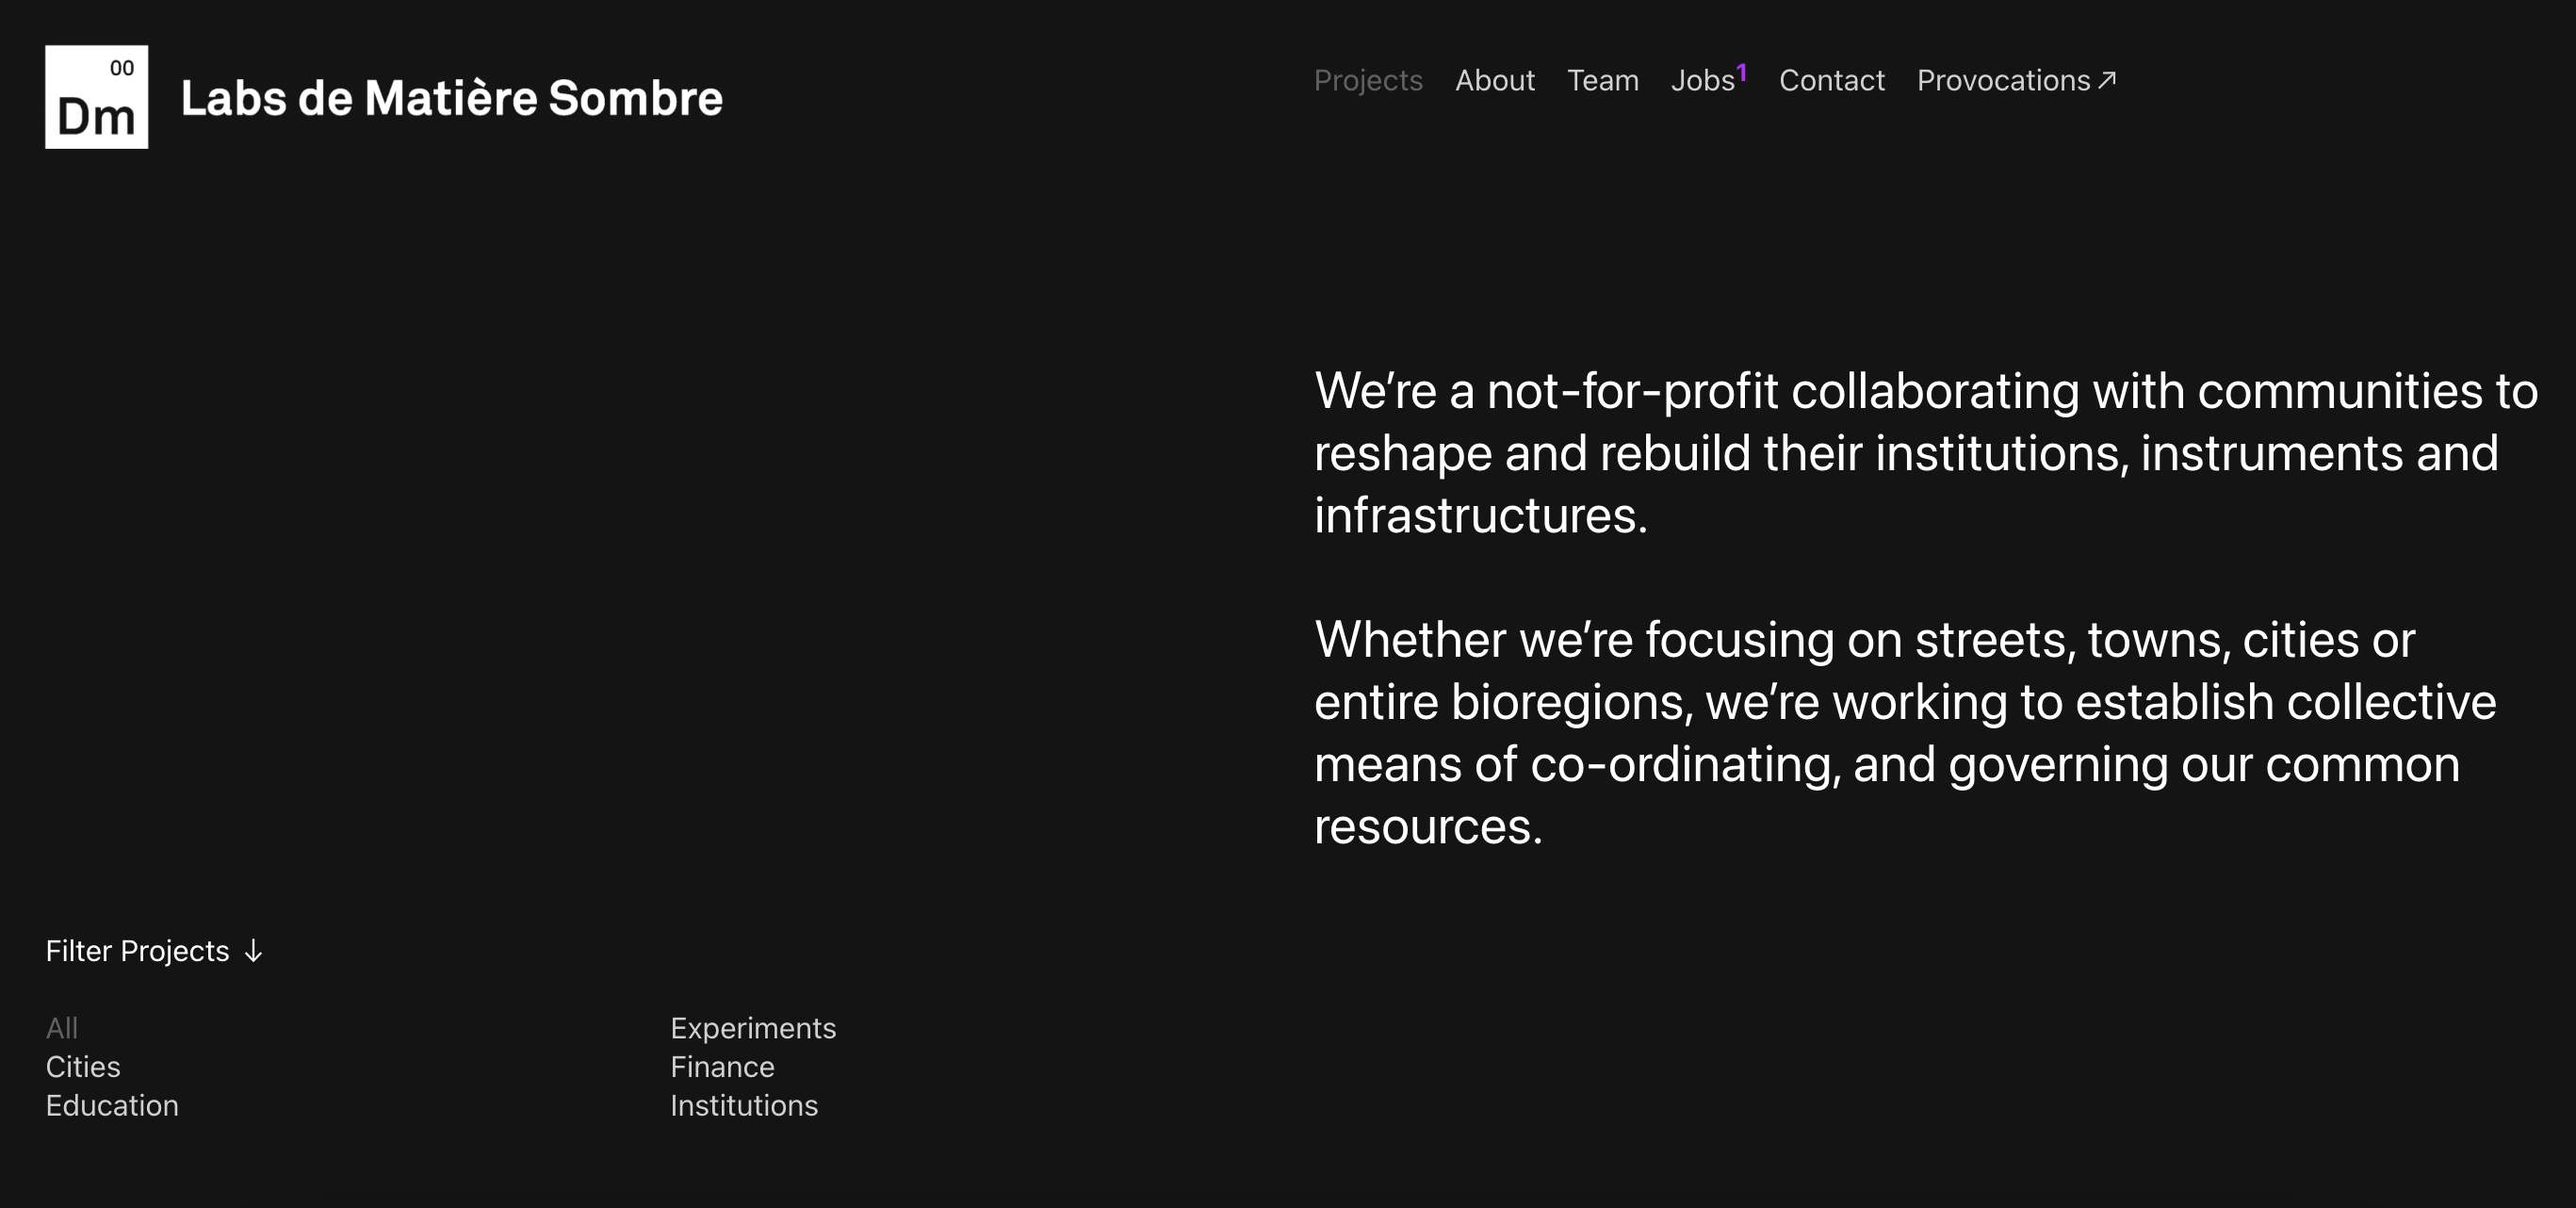 00
Dm
Labs de Matière Sombre
Projects About Team Jobs1 Contact Provocations↗
We’re a not-for-profit collaborating with communities to
reshape and rebuild their institutions, instruments and
infrastructures.
Whether we’re focusing on streets, towns, cities or
entire bioregions, we’re working to establish collective
means of co-ordinating, and governing our common
resources.
Filter Projects ↓
All
Cities
Education
Experiments
Finance
Institutions